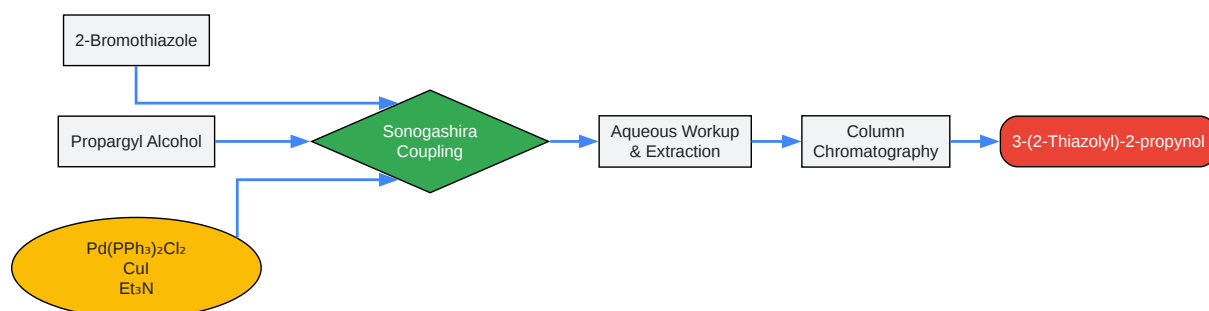 2-Bromothiazole
Propargyl Alcohol
Pd(PPh₃)₂Cl₂
CuI
Et₃N
Sonogashira
Coupling
Aqueous Workup
& Extraction
Column
Chromatography
3-(2-Thiazolyl)-2-propynol